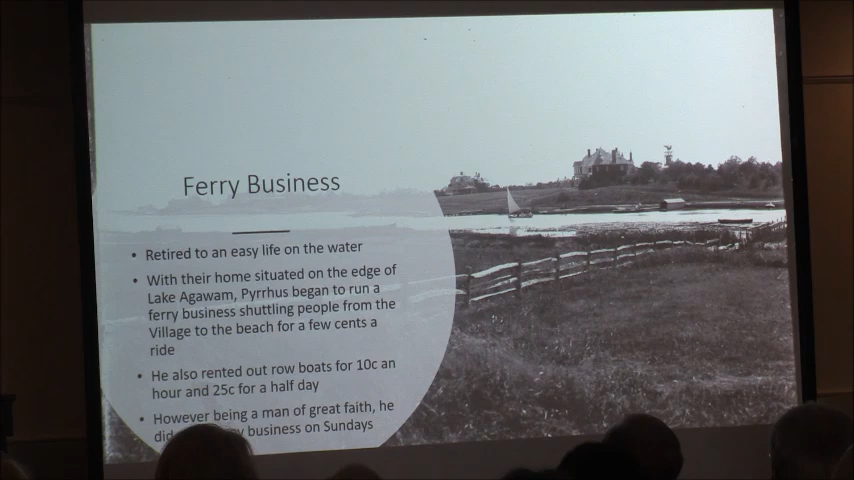 Ferry Business
• Retired to an easy life on the water
• With their home situated on the edge of
Lake Agawam, Pyrrhus began to run a
ferry business shuttling people from the
Village to the beach for a few cents a
ride
• He also rented out row boats for 10c an
hour and 25c for a half day
• However being a man of great faith, he
did business on Sundays